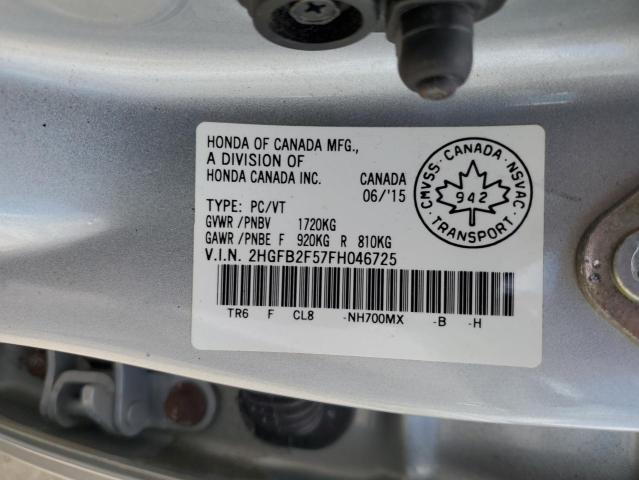 HONDA OF CANADA MFG.,
A DIVISION OF
HONDA CANADA INC. CANADA
06/'15
TYPE: PC/VT
GVWR /PNBV 1720KG
GAWR /PNBE F 920KG R 810KG
V.I.N. 2HGFB2F57FH046725
TR6 F CL8 -NH700MX -B -H
CMVSS · CANADA · NSVAC
942
TRANSPORT